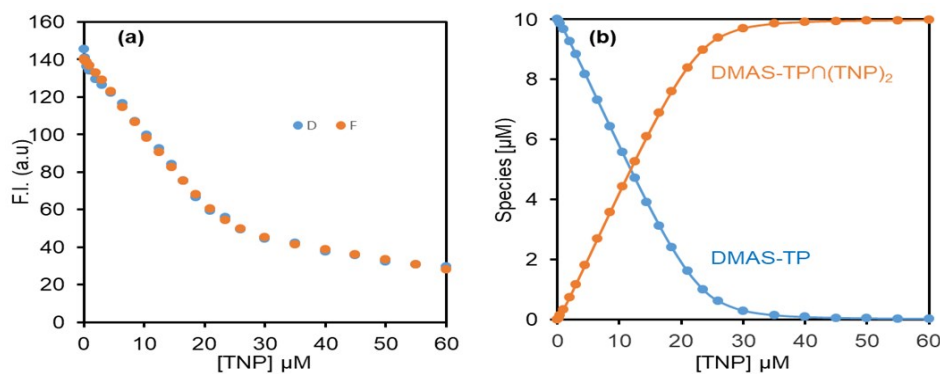 (a)
F.I. (a.u)
160
140
120
100
80
60
40
20
0
D F
0 10 20 30 40 50 60
[TNP] µM
(b)
Species [µM]
10
8
6
4
2
0
DMAS-TP∩(TNP)₂
DMAS-TP
0 10 20 30 40 50 60
[TNP] µM